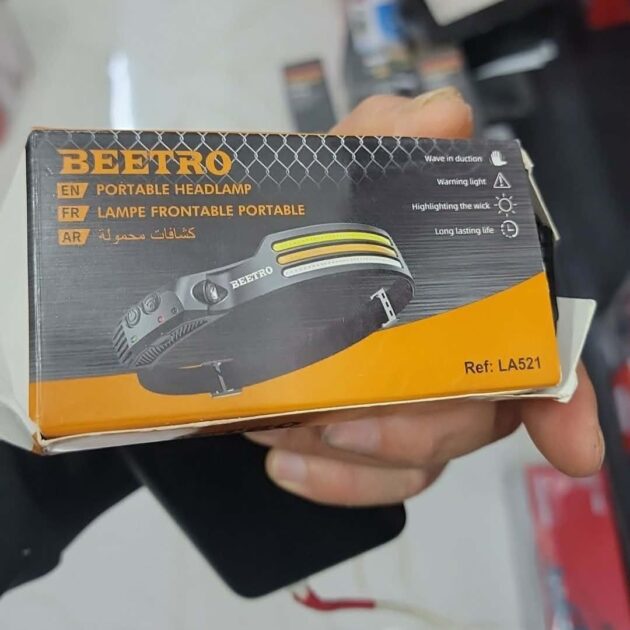 BEETRO
EN PORTABLE HEADLAMP
FR LAMPE FRONTABLE PORTABLE
AR كشافات محمولة
Wave in duction
Warning light
Highlighting the wick
Long lasting life
BEETRO
Ref: LA521